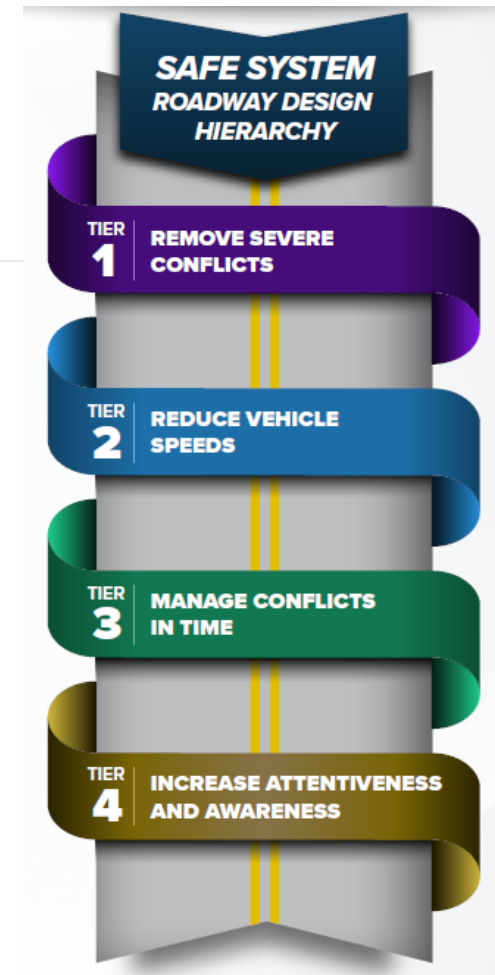 SAFE SYSTEM
ROADWAY DESIGN
HIERARCHY
TIER
1
REMOVE SEVERE
CONFLICTS
TIER
2
REDUCE VEHICLE
SPEEDS
TIER
3
MANAGE CONFLICTS
IN TIME
TIER
4
INCREASE ATTENTIVENESS
AND AWARENESS